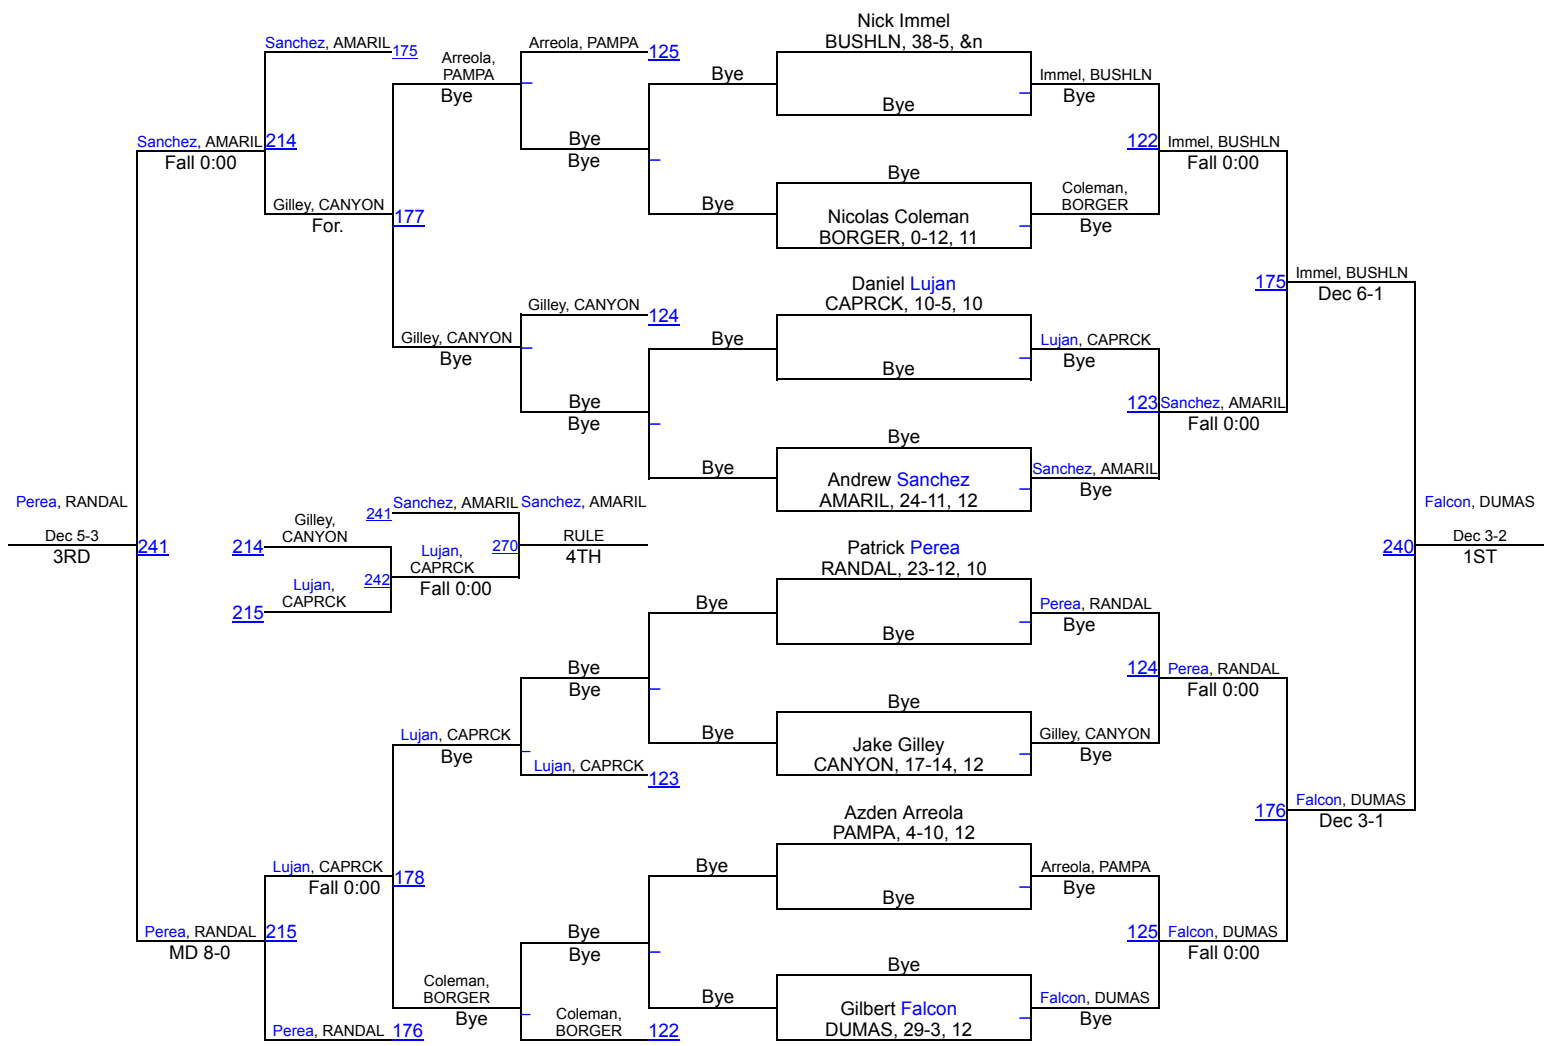 Nick Immel
BUSHLN, 38-5, &n
Sanchez, AMARIL
175
Arreola,
PAMPA
Bye
Arreola, PAMPA
125
Bye
Immel, BUSHLN
Bye
Bye
Sanchez, AMARIL
214
Fall 0:00
Bye
Bye
122
Immel, BUSHLN
Fall 0:00
Bye
Gilley, CANYON
For.
177
Bye
Nicolas Coleman
BORGER, 0-12, 11
Coleman,
BORGER
Bye
Daniel Lujan
CAPRCK, 10-5, 10
175
Immel, BUSHLN
Dec 6-1
Gilley, CANYON
124
Gilley, CANYON
Bye
Bye
Lujan, CAPRCK
Bye
Bye
Bye
Bye
123
Sanchez, AMARIL
Fall 0:00
Bye
Bye
Andrew Sanchez
AMARIL, 24-11, 12
Sanchez, AMARIL
Bye
Perea, RANDAL
Dec 5-3
3RD
241
Sanchez, AMARIL
241
Sanchez, AMARIL
Gilley,
CANYON
214
270
RULE
4TH
Lujan,
CAPRCK
242
Fall 0:00
Lujan,
CAPRCK
215
Falcon, DUMAS
240
Dec 3-2
1ST
Patrick Perea
RANDAL, 23-12, 10
Bye
Perea, RANDAL
Bye
Bye
Bye
Bye
124
Perea, RANDAL
Fall 0:00
Bye
Lujan, CAPRCK
Bye
Bye
Jake Gilley
CANYON, 17-14, 12
Gilley, CANYON
Bye
Lujan, CAPRCK
123
Azden Arreola
PAMPA, 4-10, 12
176
Falcon, DUMAS
Dec 3-1
Lujan, CAPRCK
178
Fall 0:00
Bye
Arreola, PAMPA
Bye
Bye
Perea, RANDAL
215
MD 8-0
Bye
Bye
125
Falcon, DUMAS
Fall 0:00
Bye
Coleman,
BORGER
Bye
Bye
Gilbert Falcon
DUMAS, 29-3, 12
Falcon, DUMAS
Bye
Perea, RANDAL
176
Coleman,
BORGER
122